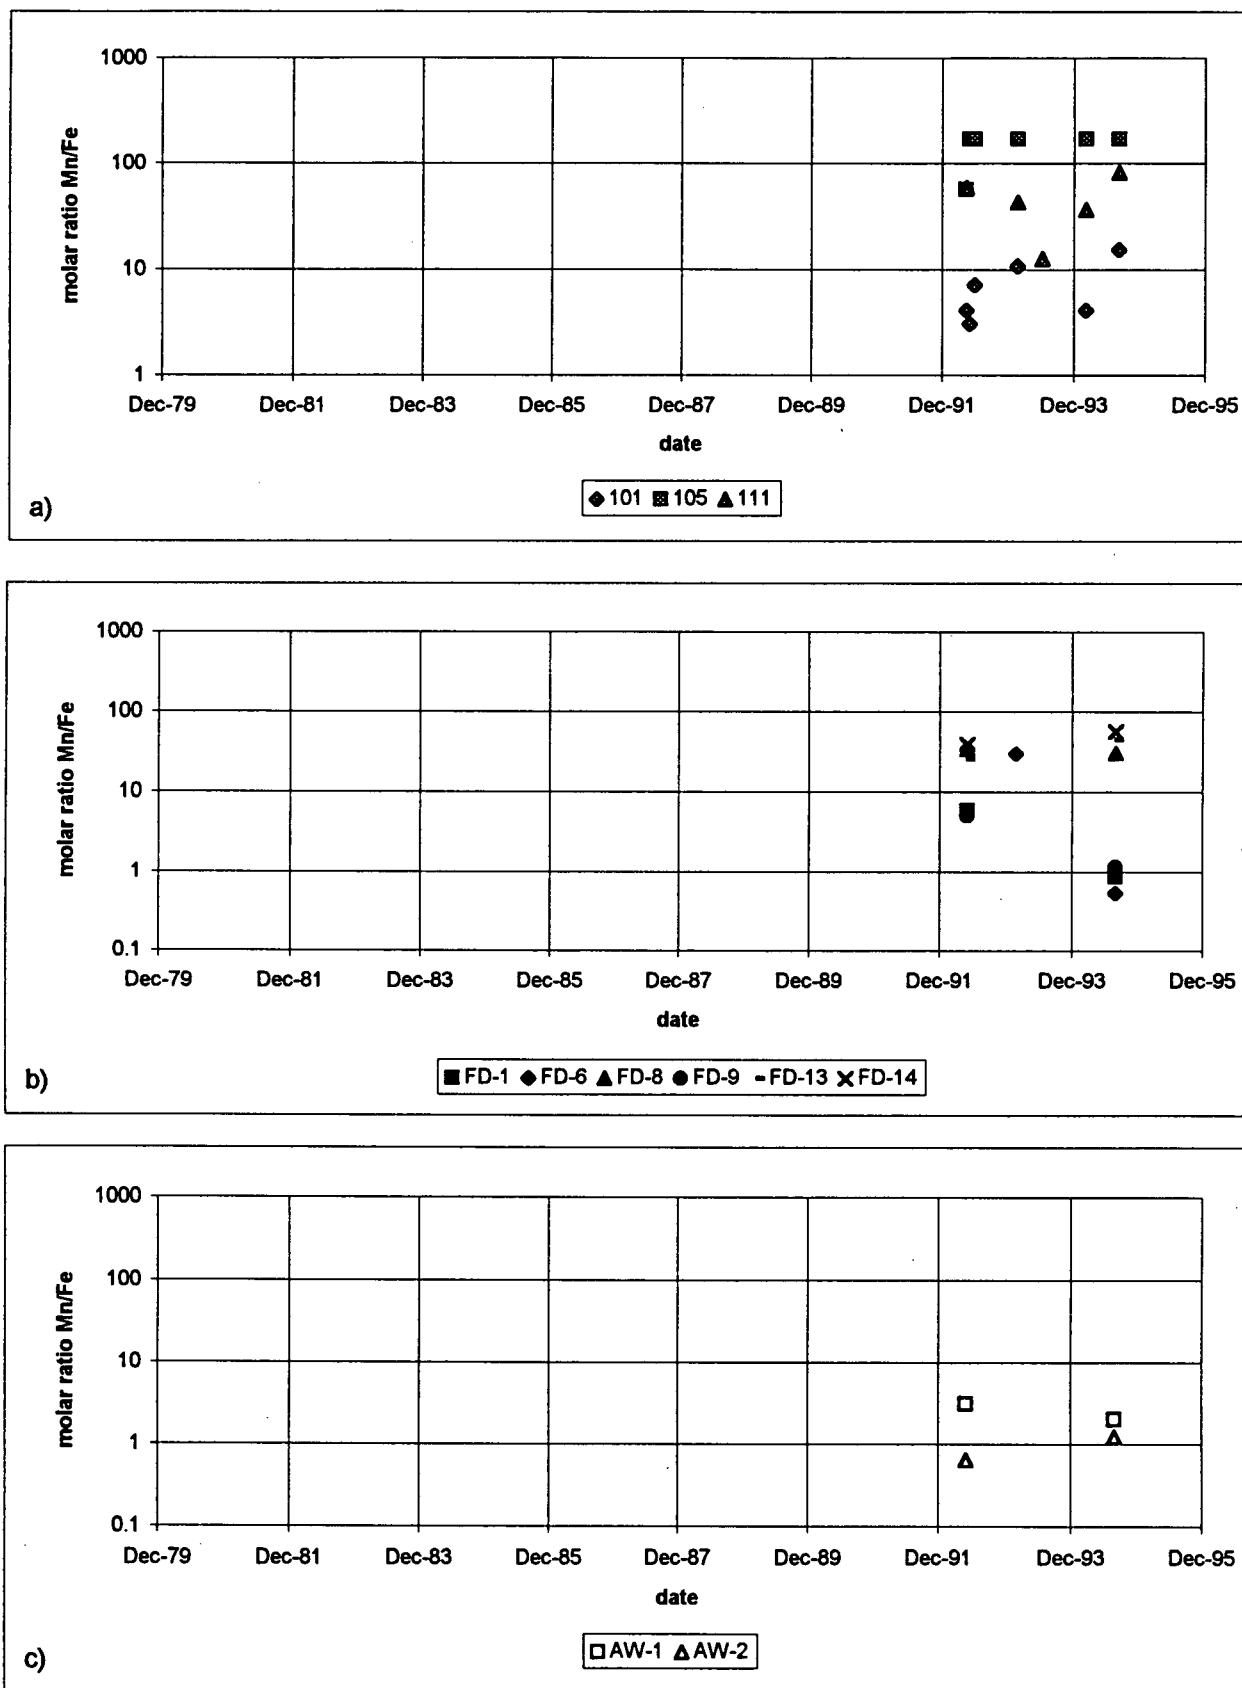 1000
100
10
1
molar ratio Mn/Fe
Dec-79 Dec-81 Dec-83 Dec-85 Dec-87 Dec-89 Dec-91 Dec-93 Dec-95
date
101 105 111
a)
1000
100
10
1
0.1
molar ratio Mn/Fe
Dec-79 Dec-81 Dec-83 Dec-85 Dec-87 Dec-89 Dec-91 Dec-93 Dec-95
date
FD-1 FD-6 FD-8 FD-9 FD-13 FD-14
b)
1000
100
10
1
0.1
molar ratio Mn/Fe
Dec-79 Dec-81 Dec-83 Dec-85 Dec-87 Dec-89 Dec-91 Dec-93 Dec-95
date
AW-1 AW-2
c)